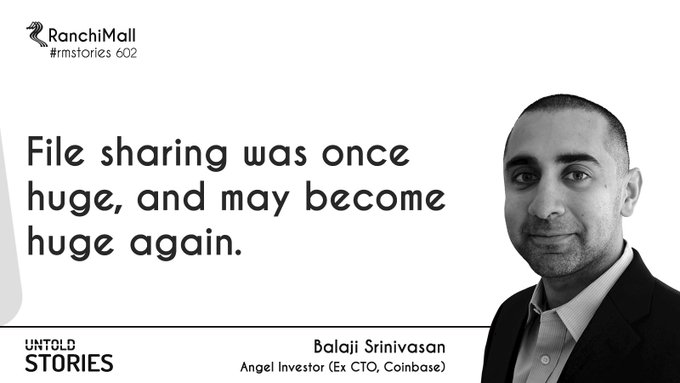 RanchiMall
#rmstories 602
File sharing was once
huge, and may become
huge again.
UNTOLD
STORIES
Balaji Srinivasan
Angel Investor (Ex CTO, Coinbase)